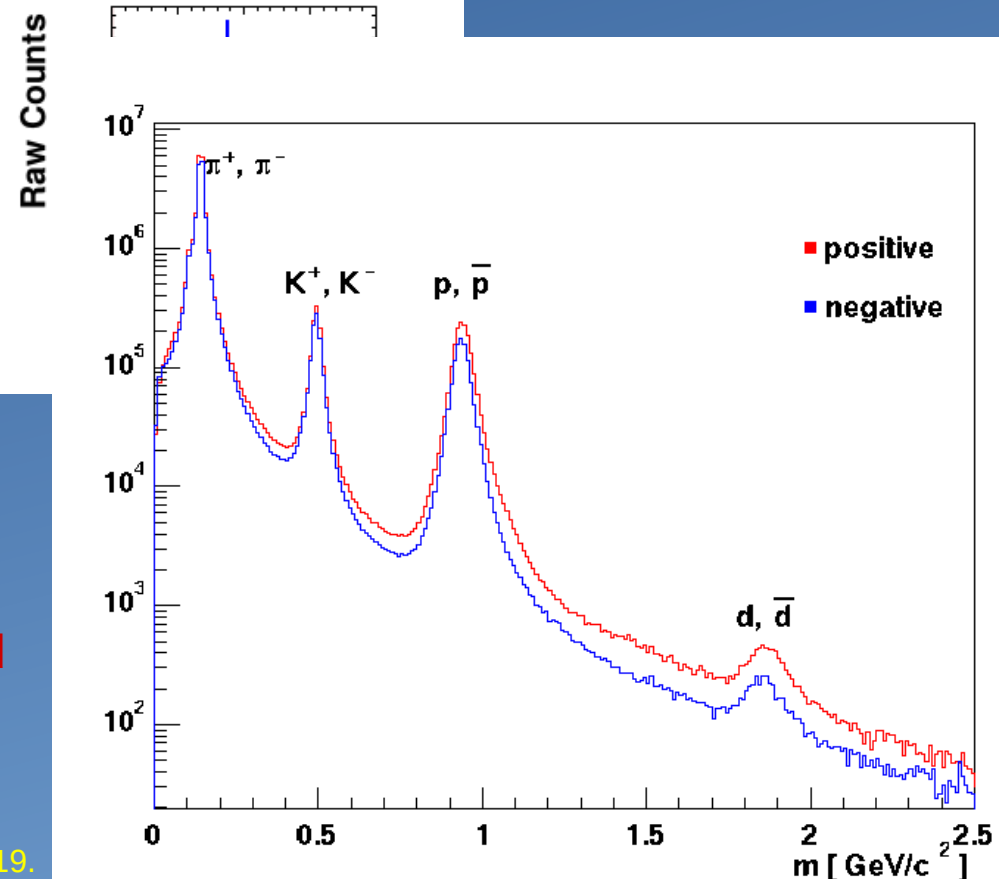 Raw Counts
10⁷
π⁺, π⁻
10⁶
K⁺, K⁻
p, p̅
positive
negative
10⁵
10⁴
10³
d, d̅
10²
0 0.5 1 1.5 2 2.5
m [ GeV/c² ]
19.